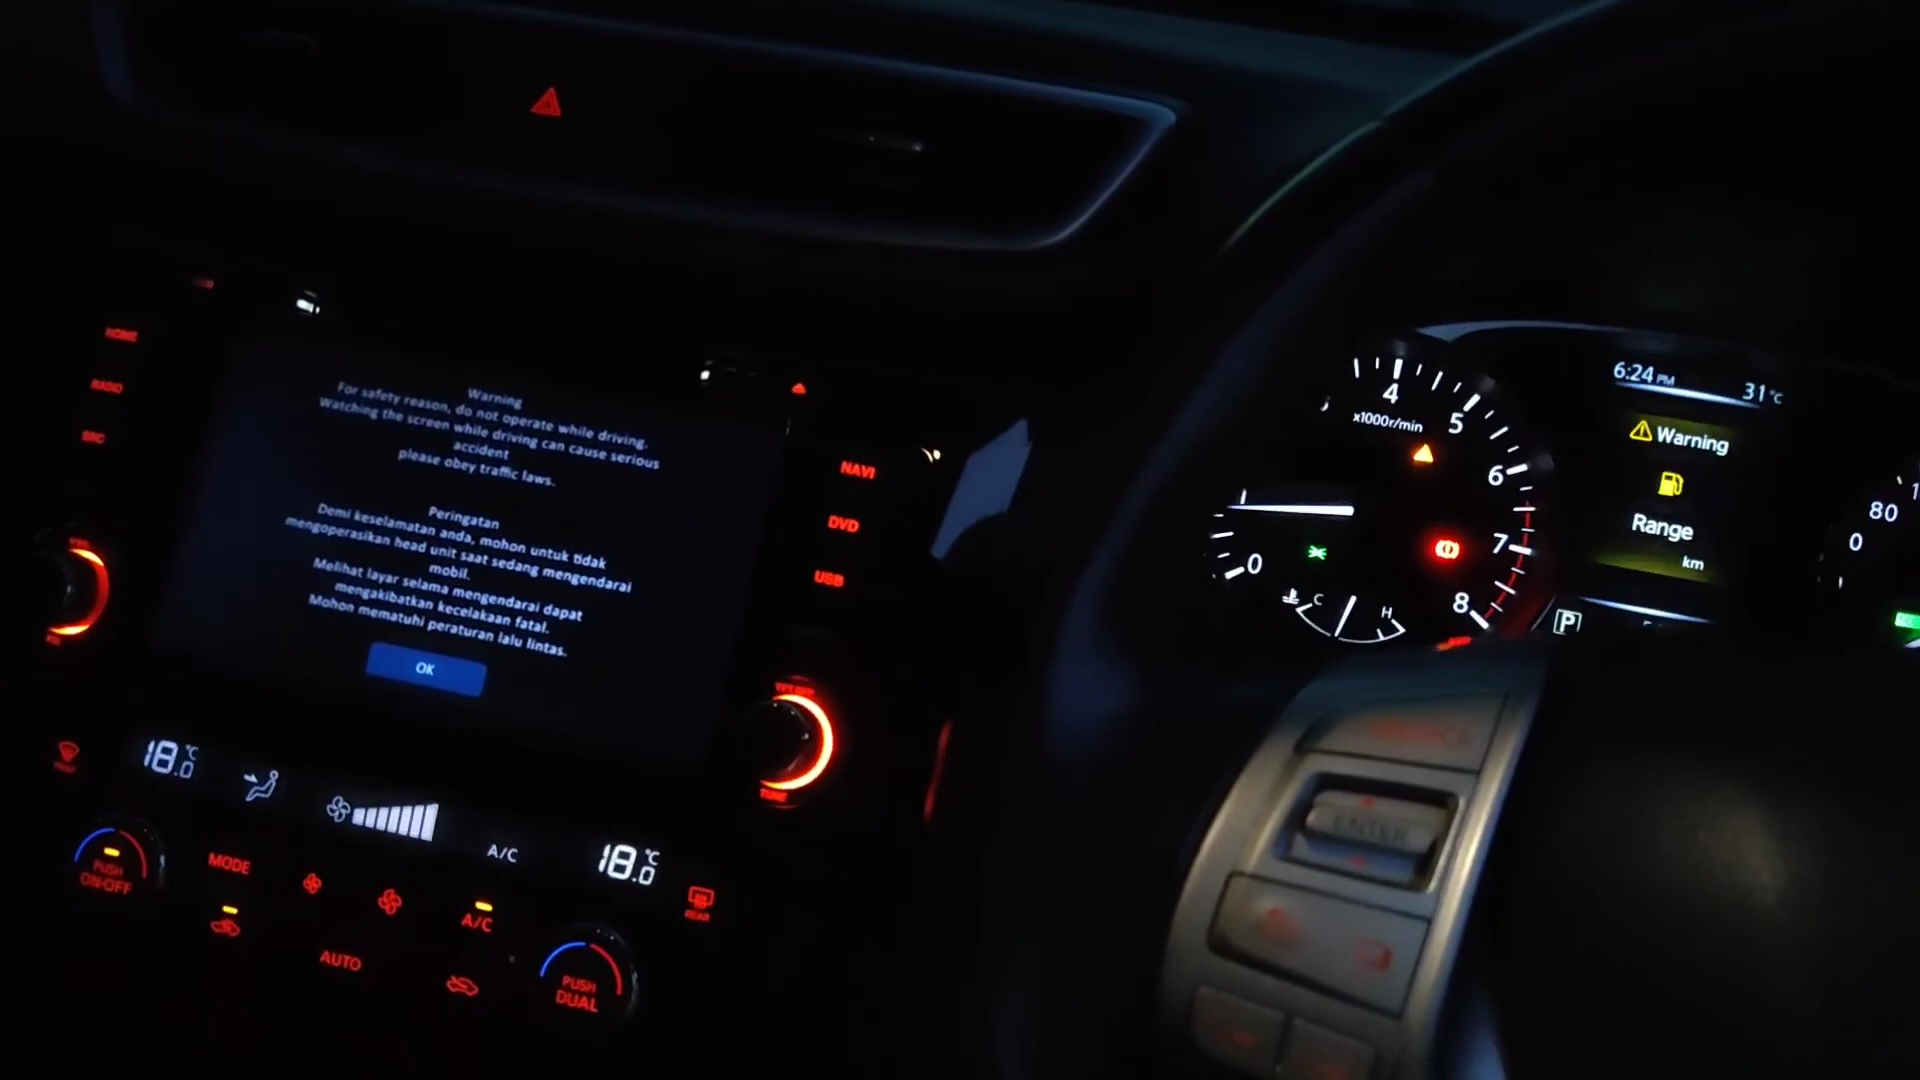 HOME
RADIO
SRC
Warning
For safety reason, do not operate while driving.
Watching the screen while driving can cause serious
accident
please obey traffic laws.
Peringatan
Demi keselamatan anda, mohon untuk tidak
mengoperasikan head unit saat sedang mengendarai
mobil.
Melihat layar selama mengendarai dapat
mengakibatkan kecelakaan fatal.
Mohon mematuhi peraturan lalu lintas.
OK
NAVI
DVD
USB
TUNE
18.0°C
A/C
18.0°C
FRONT
PUSH
ON·OFF
MODE
A/C
REAR
AUTO
PUSH
DUAL
4
x1000r/min
5
6
7
8
0
C
H
6:24 PM
31°C
Warning
Range
km
P
80
0
ENTER